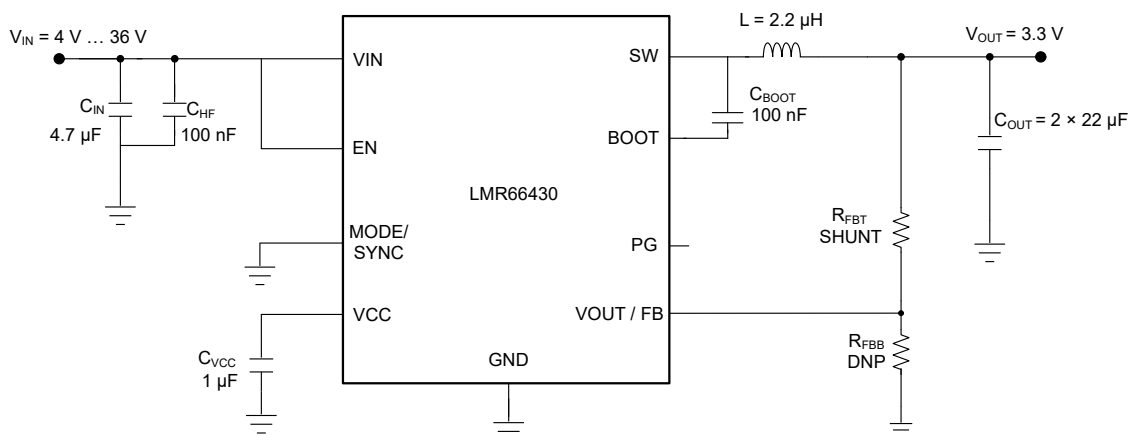 V_IN = 4 V … 36 V
C_IN
4.7 µF
C_HF
100 nF
VIN
EN
MODE/
SYNC
VCC
C_VCC
1 µF
LMR66430
GND
SW
BOOT
PG
VOUT / FB
L = 2.2 µH
C_BOOT
100 nF
V_OUT = 3.3 V
C_OUT = 2 × 22 µF
R_FBT
SHUNT
R_FBB
DNP